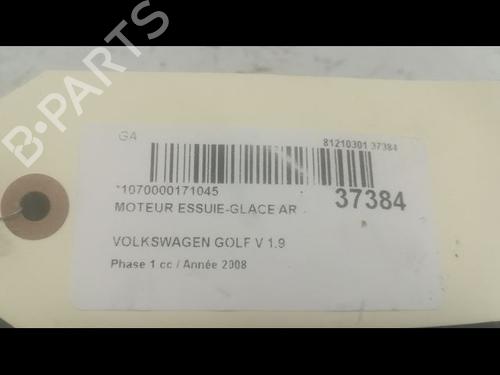 B-PARTS
G4
81210301 37384
*1070000171045
37384
MOTEUR ESSUIE-GLACE AR
VOLKSWAGEN GOLF V 1.9
Phase 1 cc / Année 2008